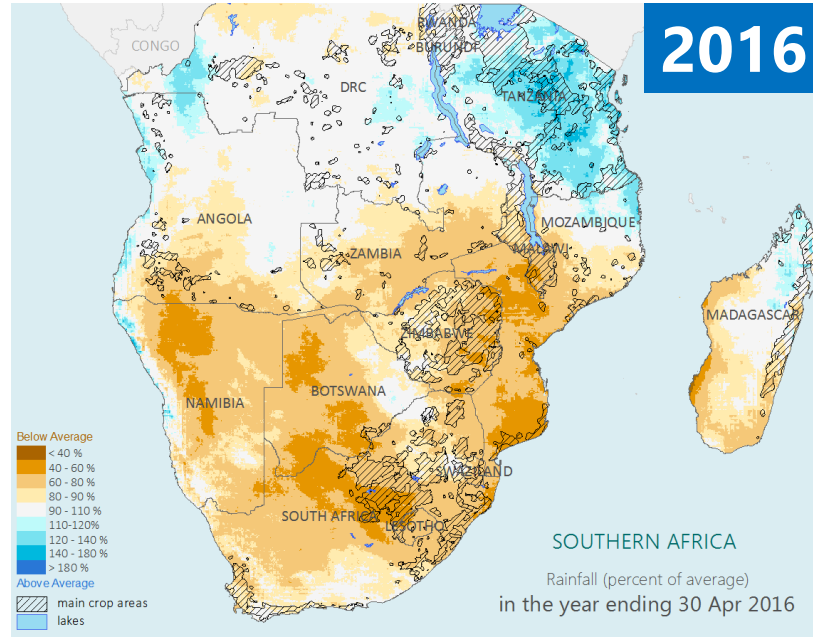 2016
RWANDA
BURUNDI
CONGO
DRC
TANZANIA
ANGOLA
MOZAMBIQUE
ZAMBIA
MALAWI
MADAGASCAR
ZIMBABWE
BOTSWANA
NAMIBIA
SWAZILAND
SOUTH AFRICA
LESOTHO
Below Average
< 40 %
40 - 60 %
60 - 80 %
80 - 90 %
90 - 110 %
110-120%
120 - 140 %
140 - 180 %
> 180 %
Above Average
main crop areas
lakes
SOUTHERN AFRICA
Rainfall (percent of average)
in the year ending 30 Apr 2016